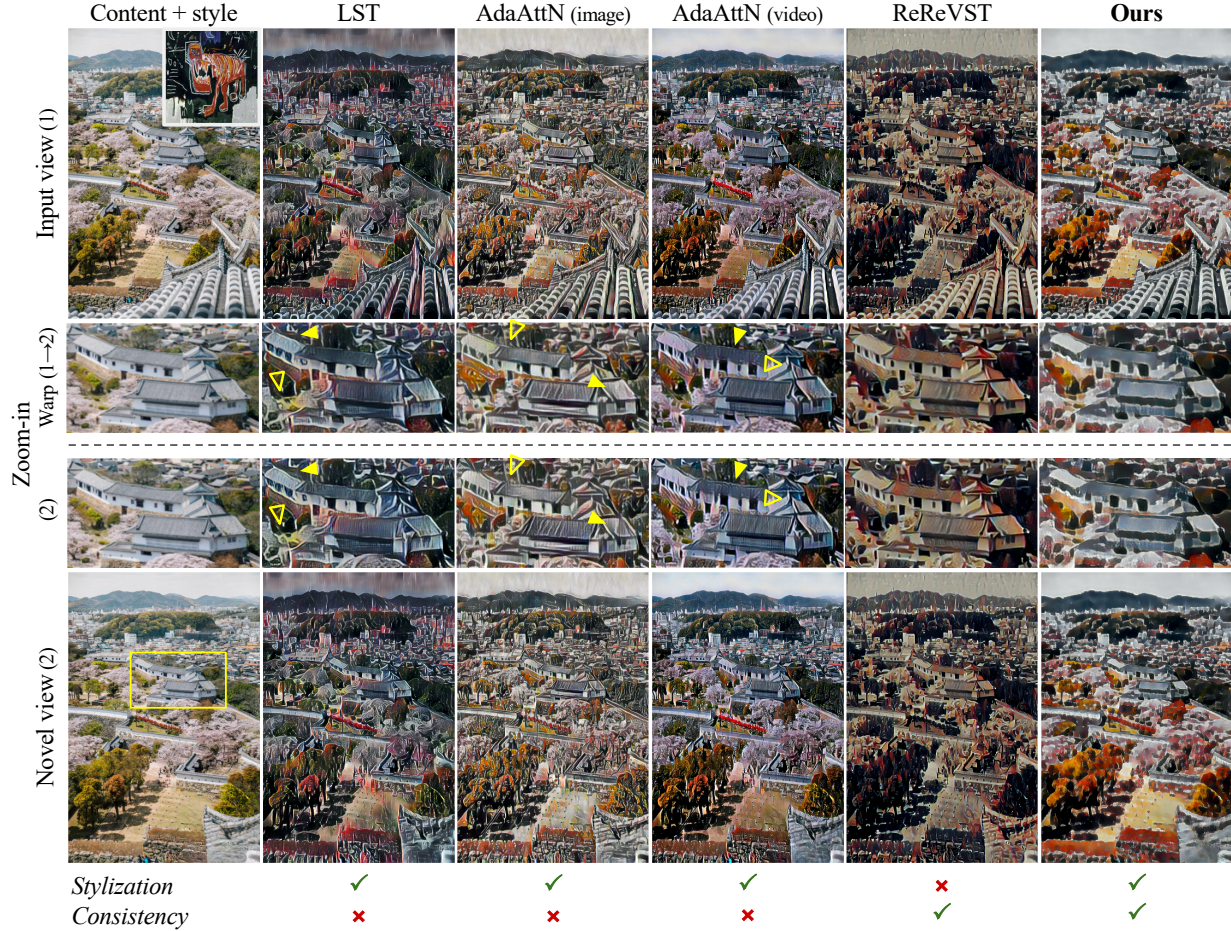 Content + style LST AdaAttN (image) AdaAttN (video) ReReVST Ours
Input view (1)
Zoom-in
Warp (1→2)
(2)
Novel view (2)
Stylization ✓ ✓ ✓ × ✓
Consistency × × × ✓ ✓